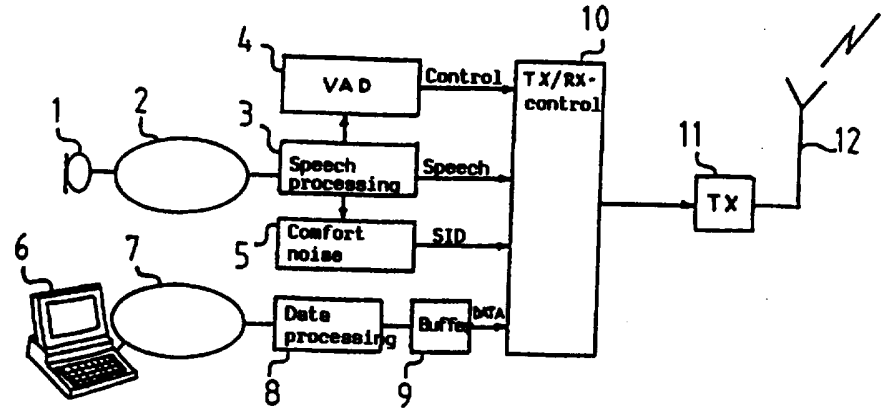 10
4
VAD
Control
TX/RX-
control
1
2
3
Speech
processing
Speech
11
TX
12
5
Comfort
noise
SID
6
7
Data
processing
8
Buffer
9
DATA